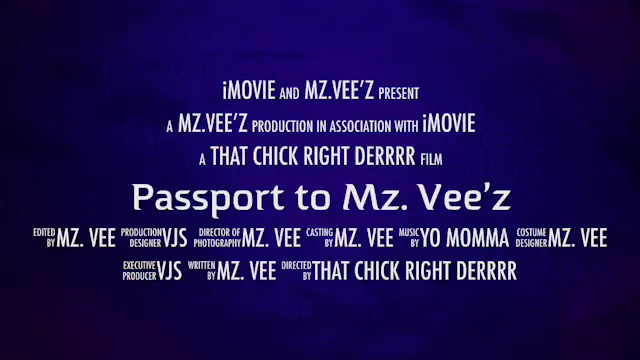 iMOVIE AND MZ.VEE'Z PRESENT
A MZ.VEE'Z PRODUCTION IN ASSOCIATION WITH iMOVIE
A THAT CHICK RIGHT DERRRR FILM
Passport to Mz. Vee'z
EDITED BY MZ. VEE PRODUCTION DESIGNER VJS DIRECTOR OF PHOTOGRAPHY MZ. VEE CASTING BY MZ. VEE MUSIC BY YO MOMMA COSTUME DESIGNER MZ. VEE
EXECUTIVE PRODUCER VJS WRITTEN BY MZ. VEE DIRECTED BY THAT CHICK RIGHT DERRRR